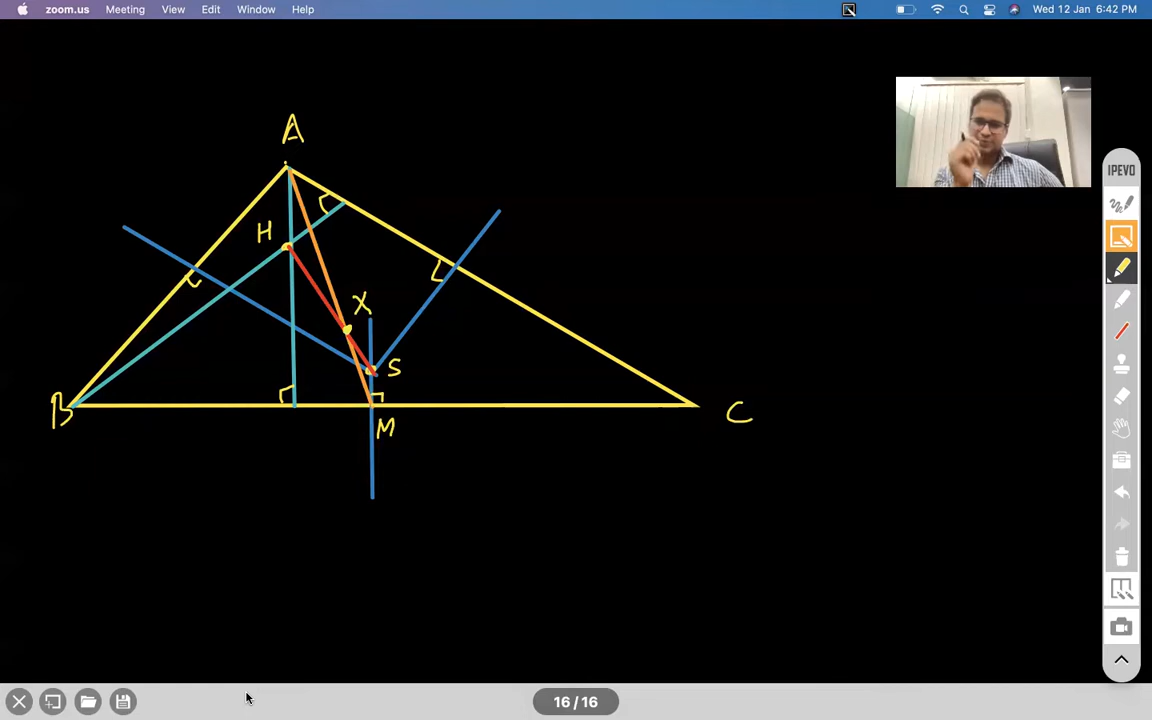 zoom.us Meeting View Edit Window Help Wed 12 Jan 6:42 PM
A
IPEVO
H
X
S
B
C
M
16/16